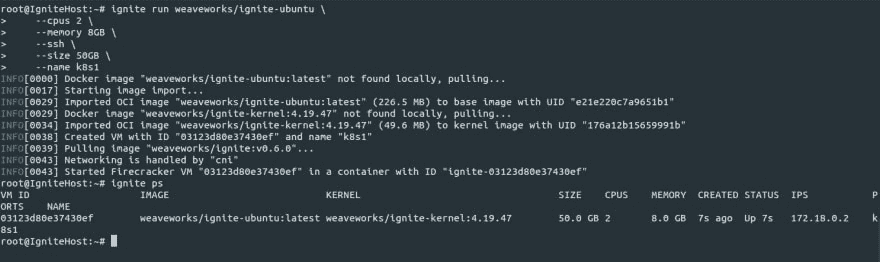 root@IgniteHost:~# ignite run weaveworks/ignite-ubuntu \
>     --cpus 2 \
>     --memory 8GB \
>     --ssh \
>     --size 50GB \
>     --name k8s1
INFO[0000] Docker image "weaveworks/ignite-ubuntu:latest" not found locally, pulling...
INFO[0017] Starting image import...
INFO[0029] Imported OCI image "weaveworks/ignite-ubuntu:latest" (226.5 MB) to base image with UID "e21e220c7a9651b1"
INFO[0029] Docker image "weaveworks/ignite-kernel:4.19.47" not found locally, pulling...
INFO[0034] Imported OCI image "weaveworks/ignite-kernel:4.19.47" (49.6 MB) to kernel image with UID "176a12b15659991b"
INFO[0038] Created VM with ID "03123d80e37430ef" and name "k8s1"
INFO[0039] Pulling image "weaveworks/ignite:v0.6.0"...
INFO[0043] Networking is handled by "cni"
INFO[0043] Started Firecracker VM "03123d80e37430ef" in a container with ID "ignite-03123d80e37430ef"
root@IgniteHost:~# ignite ps
VM ID                   IMAGE                           KERNEL                                  SIZE    CPUS    MEMORY  CREATED STATUS  IPS             P
ORTS    NAME
03123d80e37430ef        weaveworks/ignite-ubuntu:latest weaveworks/ignite-kernel:4.19.47        50.0 GB 2       8.0 GB  7s ago  Up 7s   172.18.0.2      k
8s1
root@IgniteHost:~#